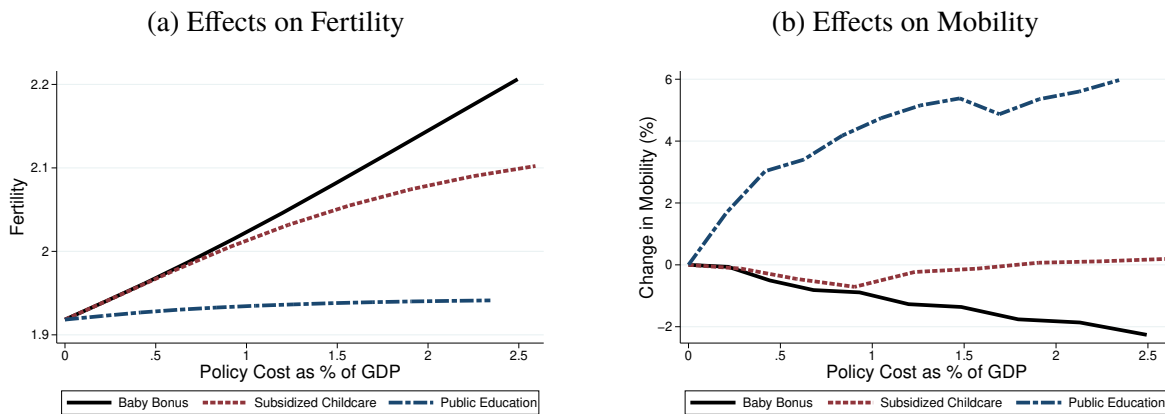 (a) Effects on Fertility
Fertility
2.2
2.1
2
1.9
0 .5 1 1.5 2 2.5
Policy Cost as % of GDP
Baby Bonus Subsidized Childcare Public Education
(b) Effects on Mobility
Change in Mobility (%)
6
4
2
0
−2
0 .5 1 1.5 2 2.5
Policy Cost as % of GDP
Baby Bonus Subsidized Childcare Public Education